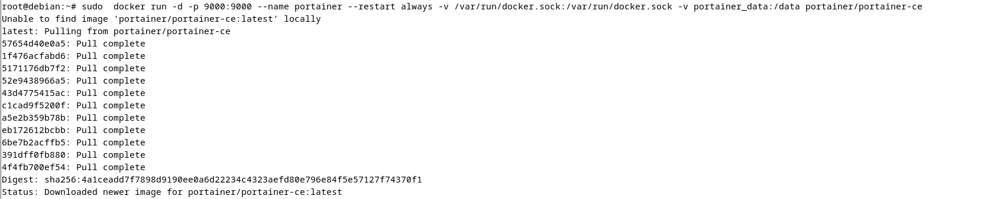 root@debian:~# sudo  docker run -d -p 9000:9000 --name portainer --restart always -v /var/run/docker.sock:/var/run/docker.sock -v portainer_data:/data portainer/portainer-ce
Unable to find image 'portainer/portainer-ce:latest' locally
latest: Pulling from portainer/portainer-ce
57654d40e0a5: Pull complete
1f476acfabd6: Pull complete
5171176db7f2: Pull complete
52e9438966a5: Pull complete
43d4775415ac: Pull complete
c1cad9f5200f: Pull complete
a5e2b359b78b: Pull complete
eb172612bcbb: Pull complete
6be7b2acffb5: Pull complete
391dff0fb880: Pull complete
4f4fb700ef54: Pull complete
Digest: sha256:4a1ceadd7f7898d9190ee0a6d22234c4323aefd80e796e84f5e57127f74370f1
Status: Downloaded newer image for portainer/portainer-ce:latest